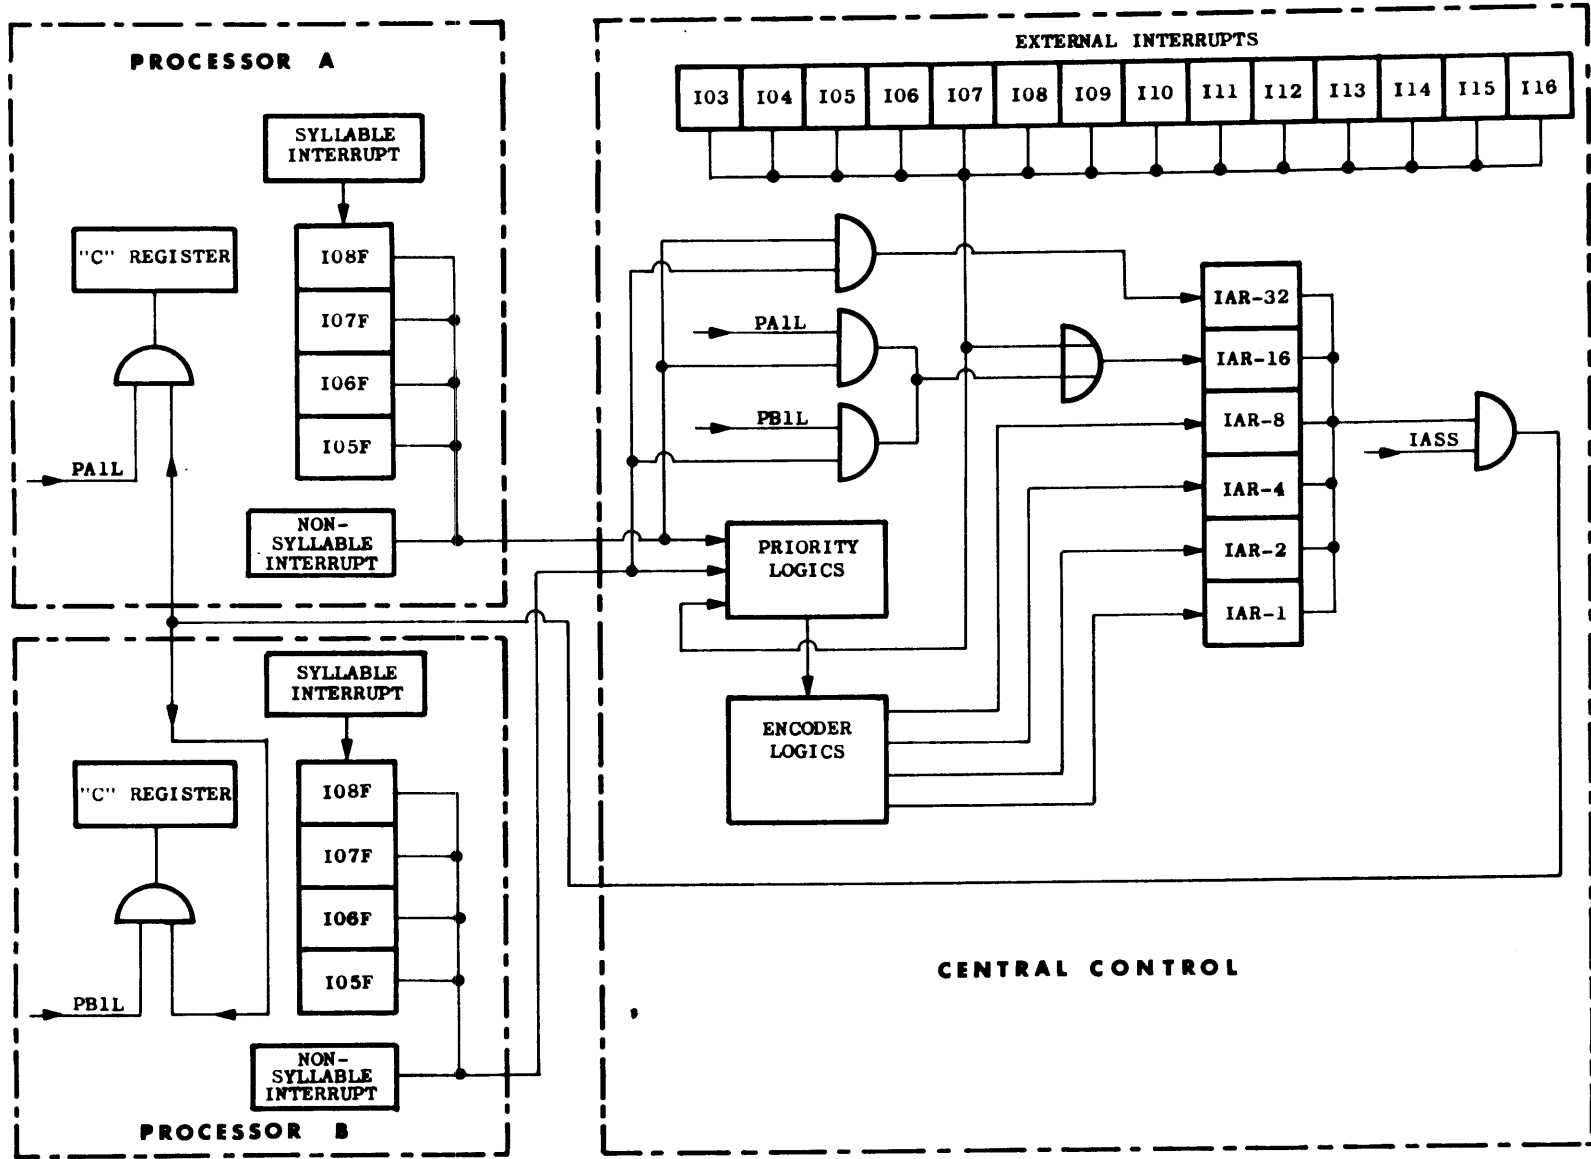 PROCESSOR A
SYLLABLE
INTERRUPT
"C" REGISTER
I08F
I07F
I06F
I05F
PA1L
NON-
SYLLABLE
INTERRUPT
EXTERNAL INTERRUPTS
I03 I04 I05 I06 I07 I08 I09 I10 I11 I12 I13 I14 I15 I16
PA1L
PB1L
IAR-32
IAR-16
IAR-8
IAR-4
IAR-2
IAR-1
IASS
PRIORITY
LOGICS
ENCODER
LOGICS
CENTRAL CONTROL
SYLLABLE
INTERRUPT
"C" REGISTER
I08F
I07F
I06F
I05F
PB1L
NON-
SYLLABLE
INTERRUPT
PROCESSOR B